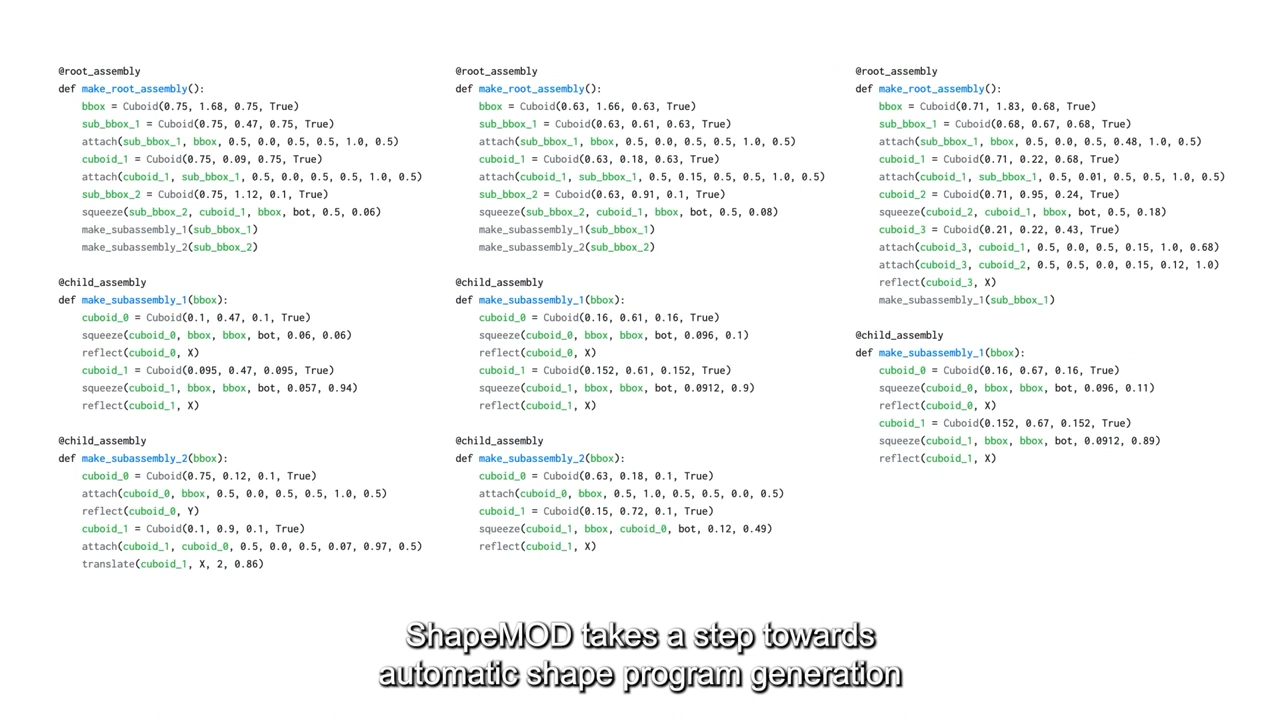 @root_assembly
def make_root_assembly():
bbox = Cuboid(0.75, 1.68, 0.75, True)
sub_bbox_1 = Cuboid(0.75, 0.47, 0.75, True)
attach(sub_bbox_1, bbox, 0.5, 0.0, 0.5, 0.5, 1.0, 0.5)
cuboid_1 = Cuboid(0.75, 0.09, 0.75, True)
attach(cuboid_1, sub_bbox_1, 0.5, 0.0, 0.5, 0.5, 1.0, 0.5)
sub_bbox_2 = Cuboid(0.75, 1.12, 0.1, True)
squeeze(sub_bbox_2, cuboid_1, bbox, bot, 0.5, 0.06)
make_subassembly_1(sub_bbox_1)
make_subassembly_2(sub_bbox_2)
@child_assembly
def make_subassembly_1(bbox):
cuboid_0 = Cuboid(0.1, 0.47, 0.1, True)
squeeze(cuboid_0, bbox, bbox, bot, 0.06, 0.06)
reflect(cuboid_0, X)
cuboid_1 = Cuboid(0.095, 0.47, 0.095, True)
squeeze(cuboid_1, bbox, bbox, bot, 0.057, 0.94)
reflect(cuboid_1, X)
@child_assembly
def make_subassembly_2(bbox):
cuboid_0 = Cuboid(0.75, 0.12, 0.1, True)
attach(cuboid_0, bbox, 0.5, 0.0, 0.5, 0.5, 1.0, 0.5)
reflect(cuboid_0, Y)
cuboid_1 = Cuboid(0.1, 0.9, 0.1, True)
attach(cuboid_1, cuboid_0, 0.5, 0.0, 0.5, 0.07, 0.97, 0.5)
translate(cuboid_1, X, 2, 0.86)
@root_assembly
def make_root_assembly():
bbox = Cuboid(0.63, 1.66, 0.63, True)
sub_bbox_1 = Cuboid(0.63, 0.61, 0.63, True)
attach(sub_bbox_1, bbox, 0.5, 0.0, 0.5, 0.5, 1.0, 0.5)
cuboid_1 = Cuboid(0.63, 0.18, 0.63, True)
attach(cuboid_1, sub_bbox_1, 0.5, 0.15, 0.5, 0.5, 1.0, 0.5)
sub_bbox_2 = Cuboid(0.63, 0.91, 0.1, True)
squeeze(sub_bbox_2, cuboid_1, bbox, bot, 0.5, 0.08)
make_subassembly_1(sub_bbox_1)
make_subassembly_2(sub_bbox_2)
@child_assembly
def make_subassembly_1(bbox):
cuboid_0 = Cuboid(0.16, 0.61, 0.16, True)
squeeze(cuboid_0, bbox, bbox, bot, 0.096, 0.1)
reflect(cuboid_0, X)
cuboid_1 = Cuboid(0.152, 0.61, 0.152, True)
squeeze(cuboid_1, bbox, bbox, bot, 0.0912, 0.9)
reflect(cuboid_1, X)
@child_assembly
def make_subassembly_2(bbox):
cuboid_0 = Cuboid(0.63, 0.18, 0.1, True)
attach(cuboid_0, bbox, 0.5, 1.0, 0.5, 0.5, 0.0, 0.5)
cuboid_1 = Cuboid(0.15, 0.72, 0.1, True)
squeeze(cuboid_1, bbox, cuboid_0, bot, 0.12, 0.49)
reflect(cuboid_1, X)
@root_assembly
def make_root_assembly():
bbox = Cuboid(0.71, 1.83, 0.68, True)
sub_bbox_1 = Cuboid(0.68, 0.67, 0.68, True)
attach(sub_bbox_1, bbox, 0.5, 0.0, 0.5, 0.48, 1.0, 0.5)
cuboid_1 = Cuboid(0.71, 0.22, 0.68, True)
attach(cuboid_1, sub_bbox_1, 0.5, 0.01, 0.5, 0.5, 1.0, 0.5)
cuboid_2 = Cuboid(0.71, 0.95, 0.24, True)
squeeze(cuboid_2, cuboid_1, bbox, bot, 0.5, 0.18)
cuboid_3 = Cuboid(0.21, 0.22, 0.43, True)
attach(cuboid_3, cuboid_1, 0.5, 0.0, 0.5, 0.15, 1.0, 0.68)
attach(cuboid_3, cuboid_2, 0.5, 0.5, 0.0, 0.15, 0.12, 1.0)
reflect(cuboid_3, X)
make_subassembly_1(sub_bbox_1)
@child_assembly
def make_subassembly_1(bbox):
cuboid_0 = Cuboid(0.16, 0.67, 0.16, True)
squeeze(cuboid_0, bbox, bbox, bot, 0.096, 0.11)
reflect(cuboid_0, X)
cuboid_1 = Cuboid(0.152, 0.67, 0.152, True)
squeeze(cuboid_1, bbox, bbox, bot, 0.0912, 0.89)
reflect(cuboid_1, X)
ShapeMOD takes a step towards
automatic shape program generation